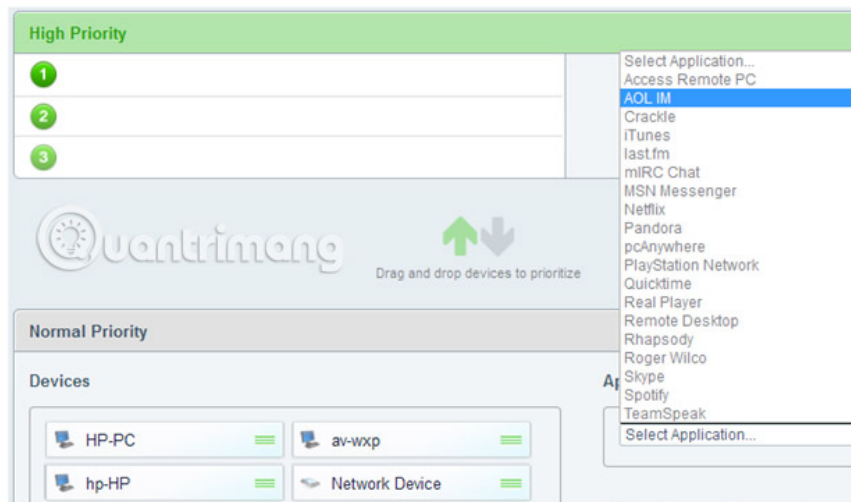 High Priority
1
2
3
Select Application...
Access Remote PC
AOL IM
Crackle
iTunes
last.fm
mIRC Chat
MSN Messenger
Netflix
Pandora
pcAnywhere
PlayStation Network
Quicktime
Real Player
Remote Desktop
Rhapsody
Roger Wilco
Skype
Spotify
TeamSpeak
Select Application...
Quantrimang
Drag and drop devices to prioritize
Normal Priority
Devices
HP-PC
av-wxp
hp-HP
Network Device